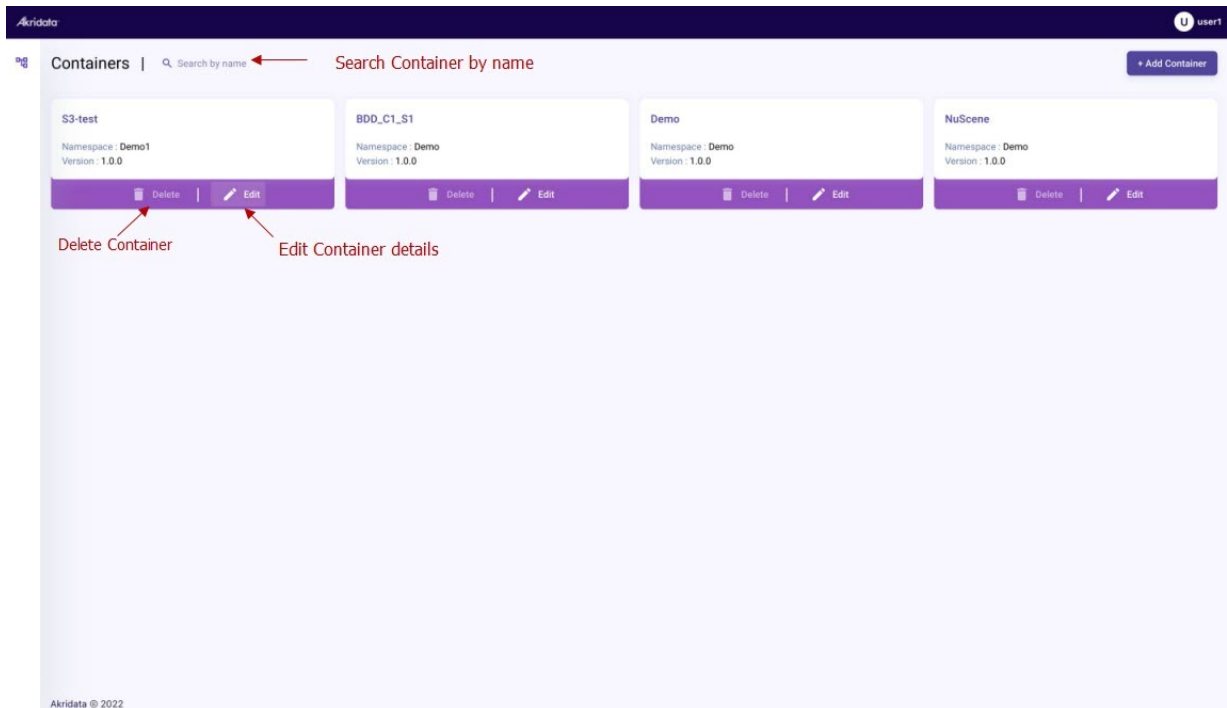 Akridata
U user1
Containers | Search by name Search Container by name + Add Container
S3-test
Namespace : Demo1
Version : 1.0.0
Delete | Edit
BDD_C1_S1
Namespace : Demo
Version : 1.0.0
Delete | Edit
Demo
Namespace : Demo
Version : 1.0.0
Delete | Edit
NuScene
Namespace : Demo
Version : 1.0.0
Delete | Edit
Delete Container
Edit Container details
Akridata © 2022